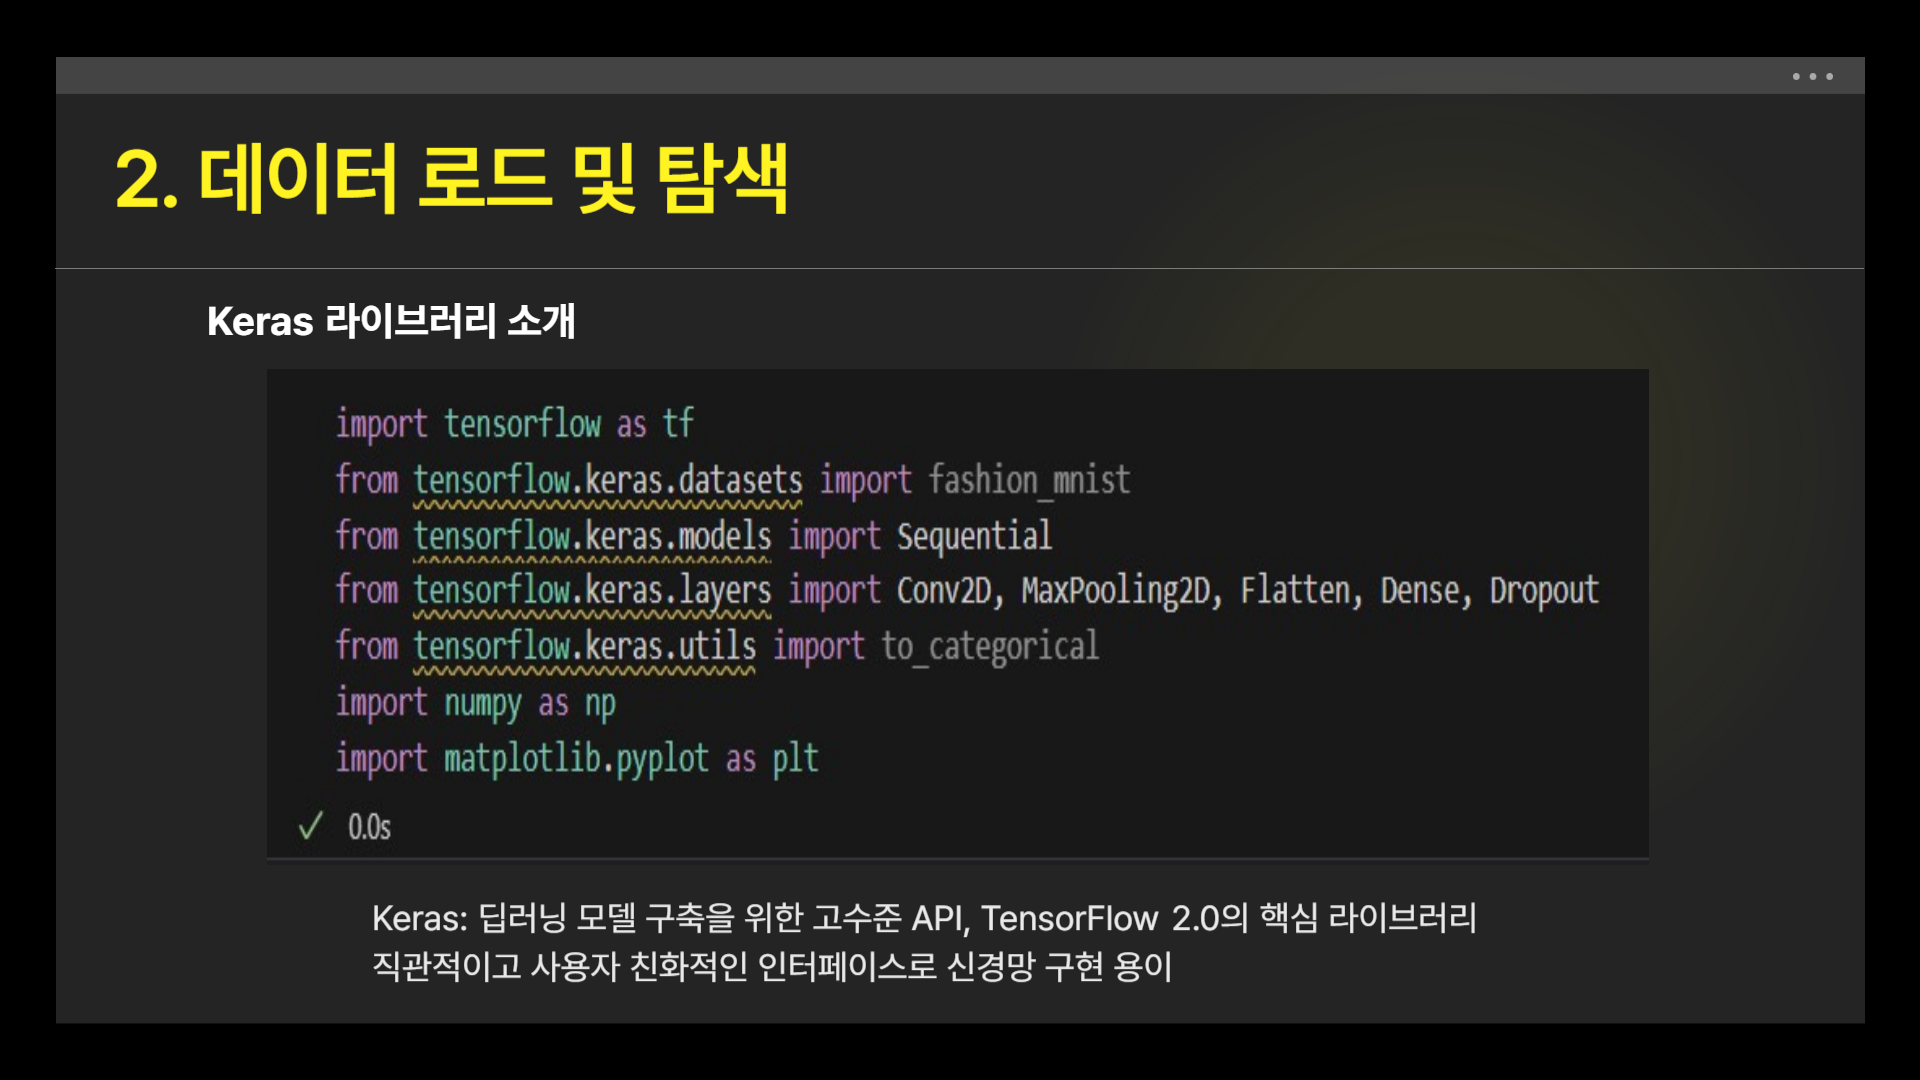 2. 데이터 로드 및 탐색
Keras 라이브러리 소개
import tensorflow as tf
from tensorflow.keras.datasets import fashion_mnist
from tensorflow.keras.models import Sequential
from tensorflow.keras.layers import Conv2D, MaxPooling2D, Flatten, Dense, Dropout
from tensorflow.keras.utils import to_categorical
import numpy as np
import matplotlib.pyplot as plt
✓ 0.0s
Keras: 딥러닝 모델 구축을 위한 고수준 API, TensorFlow 2.0의 핵심 라이브러리
직관적이고 사용자 친화적인 인터페이스로 신경망 구현 용이